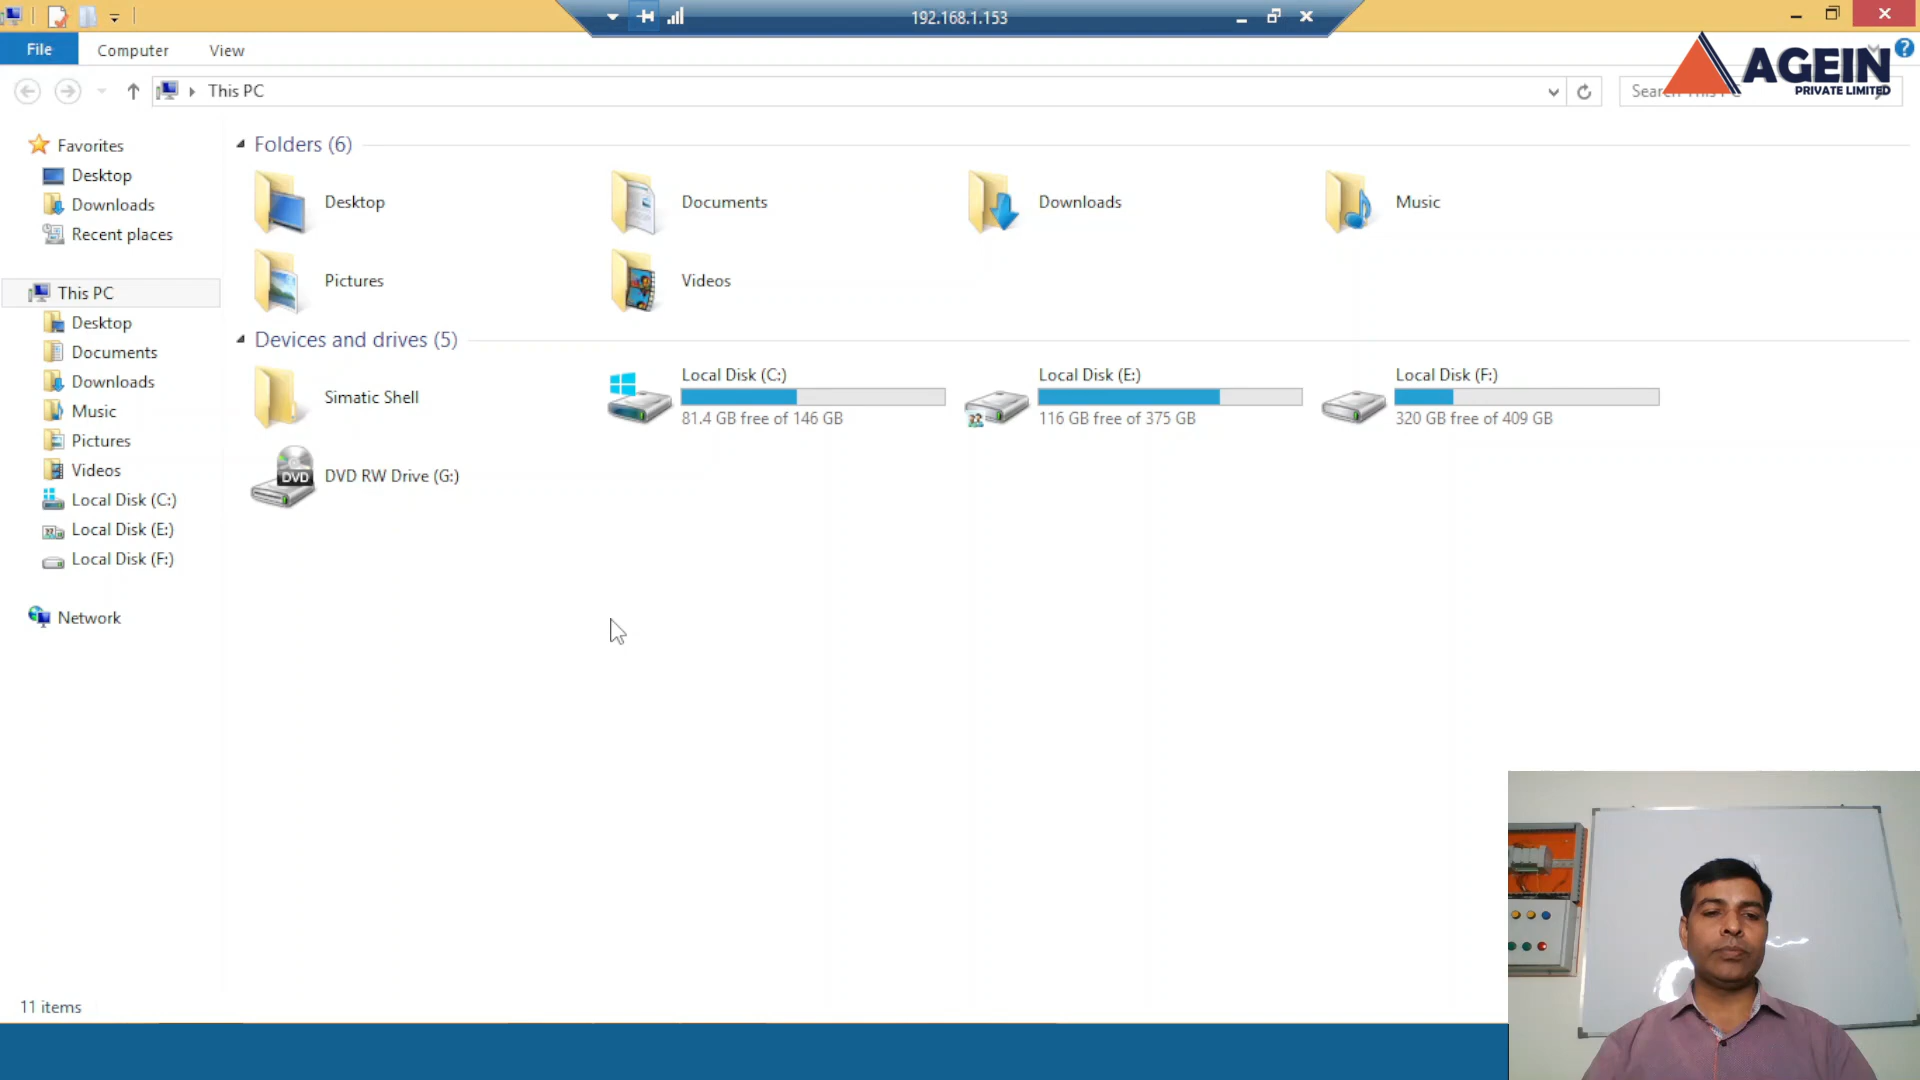 192.168.1.153
File
Computer
View
AGEIN
PRIVATE LIMITED
This PC
Favorites
Desktop
Downloads
Recent places
This PC
Desktop
Documents
Downloads
Music
Pictures
Videos
Local Disk (C:)
Local Disk (E:)
Local Disk (F:)
Network
Folders (6)
Desktop
Documents
Downloads
Music
Pictures
Videos
Devices and drives (5)
Simatic Shell
Local Disk (C:)
81.4 GB free of 146 GB
Local Disk (E:)
116 GB free of 375 GB
Local Disk (F:)
320 GB free of 409 GB
DVD
DVD RW Drive (G:)
11 items